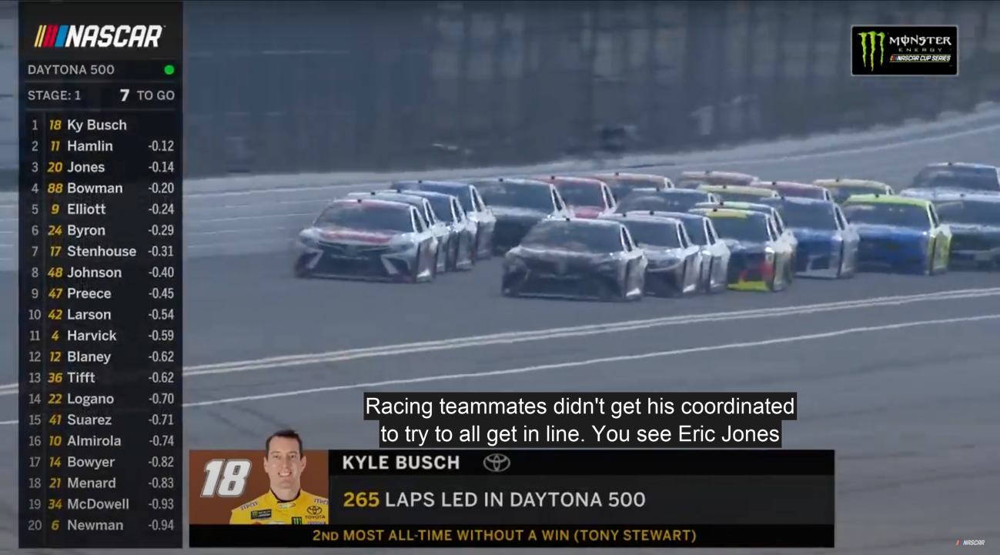 NASCAR
DAYTONA 500
STAGE: 1 7 TO GO
1 18 Ky Busch
2 11 Hamlin -0.12
3 20 Jones -0.14
4 88 Bowman -0.20
5 9 Elliott -0.24
6 24 Byron -0.29
7 17 Stenhouse -0.31
8 48 Johnson -0.40
9 47 Preece -0.45
10 42 Larson -0.54
11 4 Harvick -0.59
12 12 Blaney -0.62
13 36 Tifft -0.62
14 22 Logano -0.70
15 41 Suarez -0.71
16 10 Almirola -0.74
17 14 Bowyer -0.82
18 21 Menard -0.83
19 34 McDowell -0.93
20 6 Newman -0.94
MONSTER
ENERGY
NASCAR CUP SERIES
Racing teammates didn't get his coordinated
to try to all get in line. You see Eric Jones
18
KYLE BUSCH
265 LAPS LED IN DAYTONA 500
2ND MOST ALL-TIME WITHOUT A WIN (TONY STEWART)
TOYOTA
NASCAR